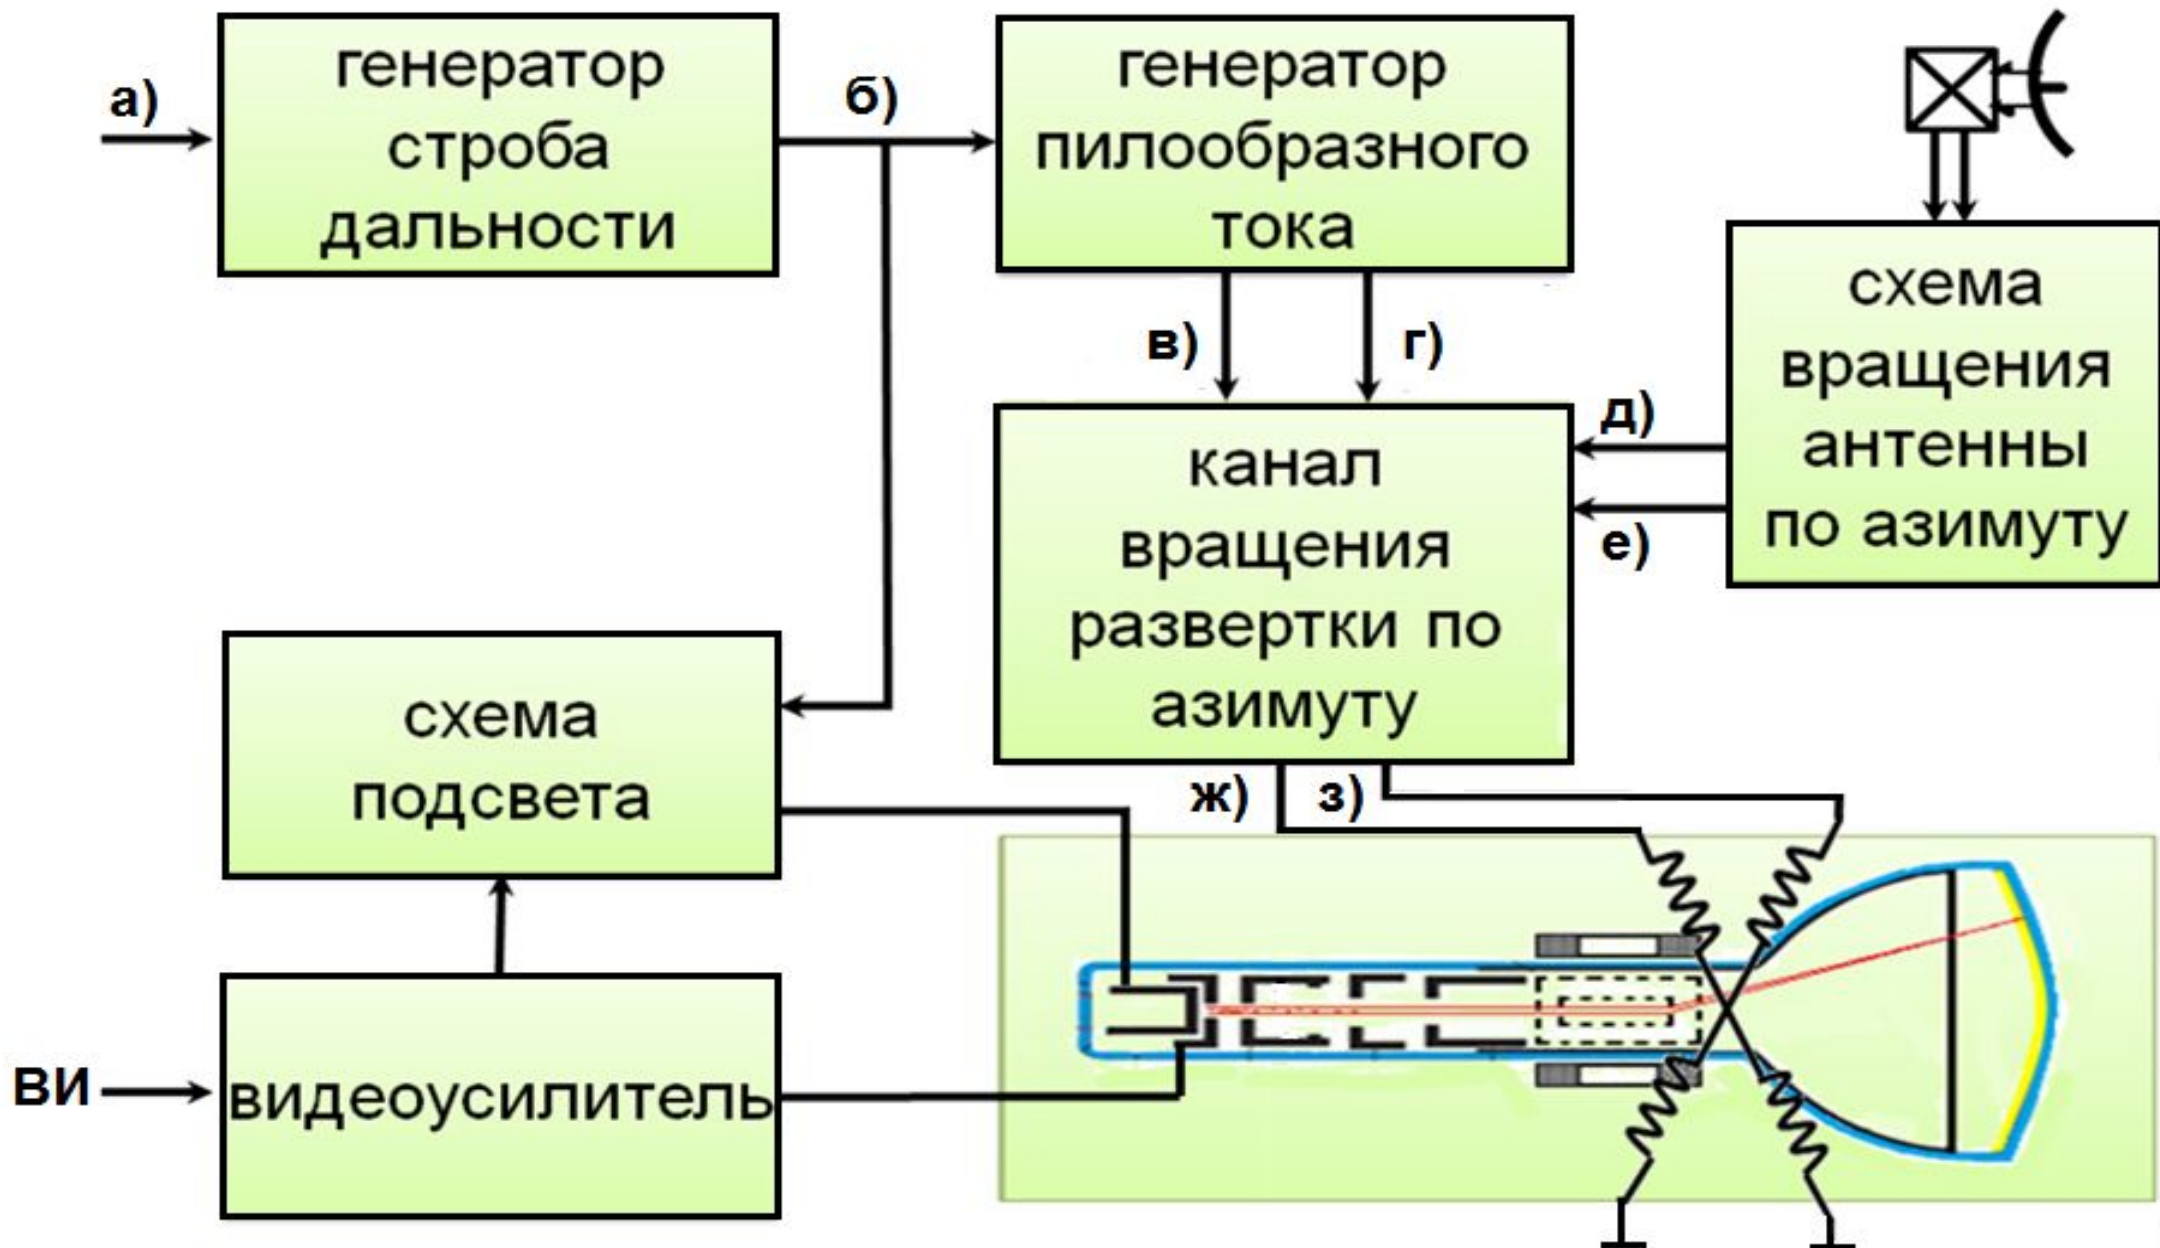 а)
генератор
строба
дальности
б)
генератор
пилообразного
тока
в)
г)
схема
вращения
антенны
по азимуту
д)
е)
канал
вращения
развертки по
азимуту
ж)
з)
схема
подсвета
ВИ
видеоусилитель